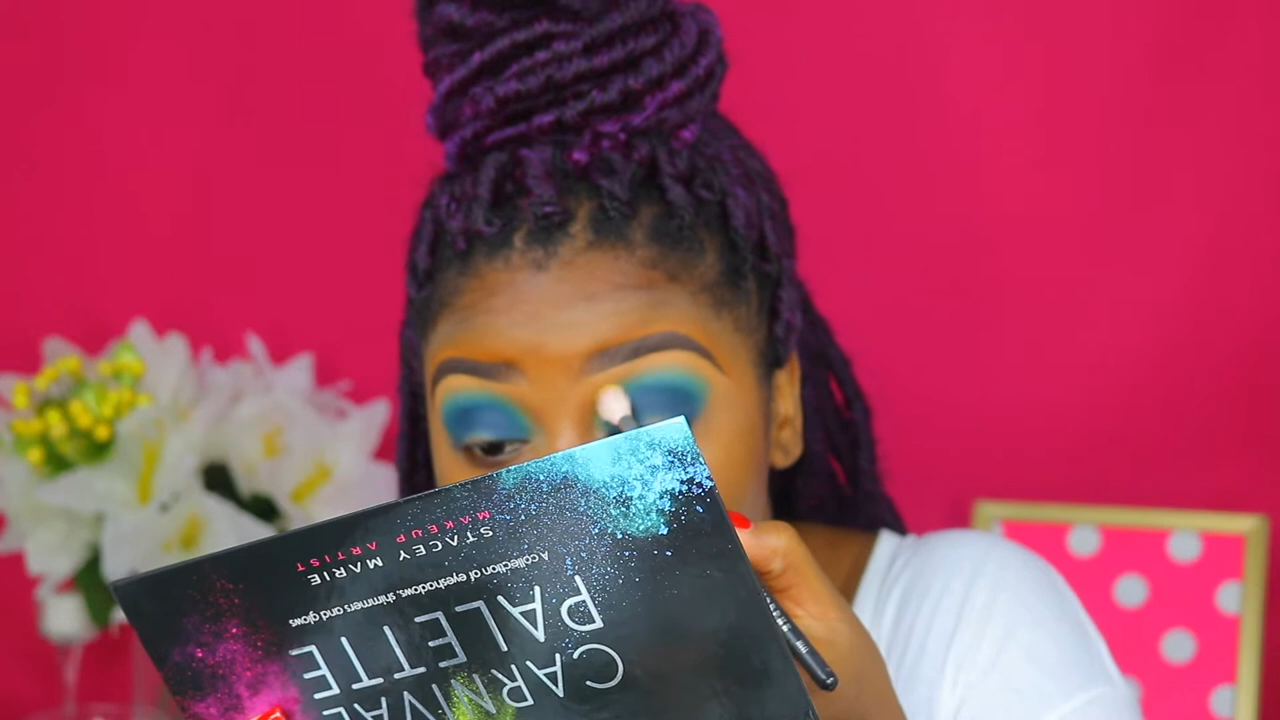 CARNIVAL
PALETTE
A collection of eyeshadows, shimmers and glows
STACEY MARIE
MAKEUP ARTIST